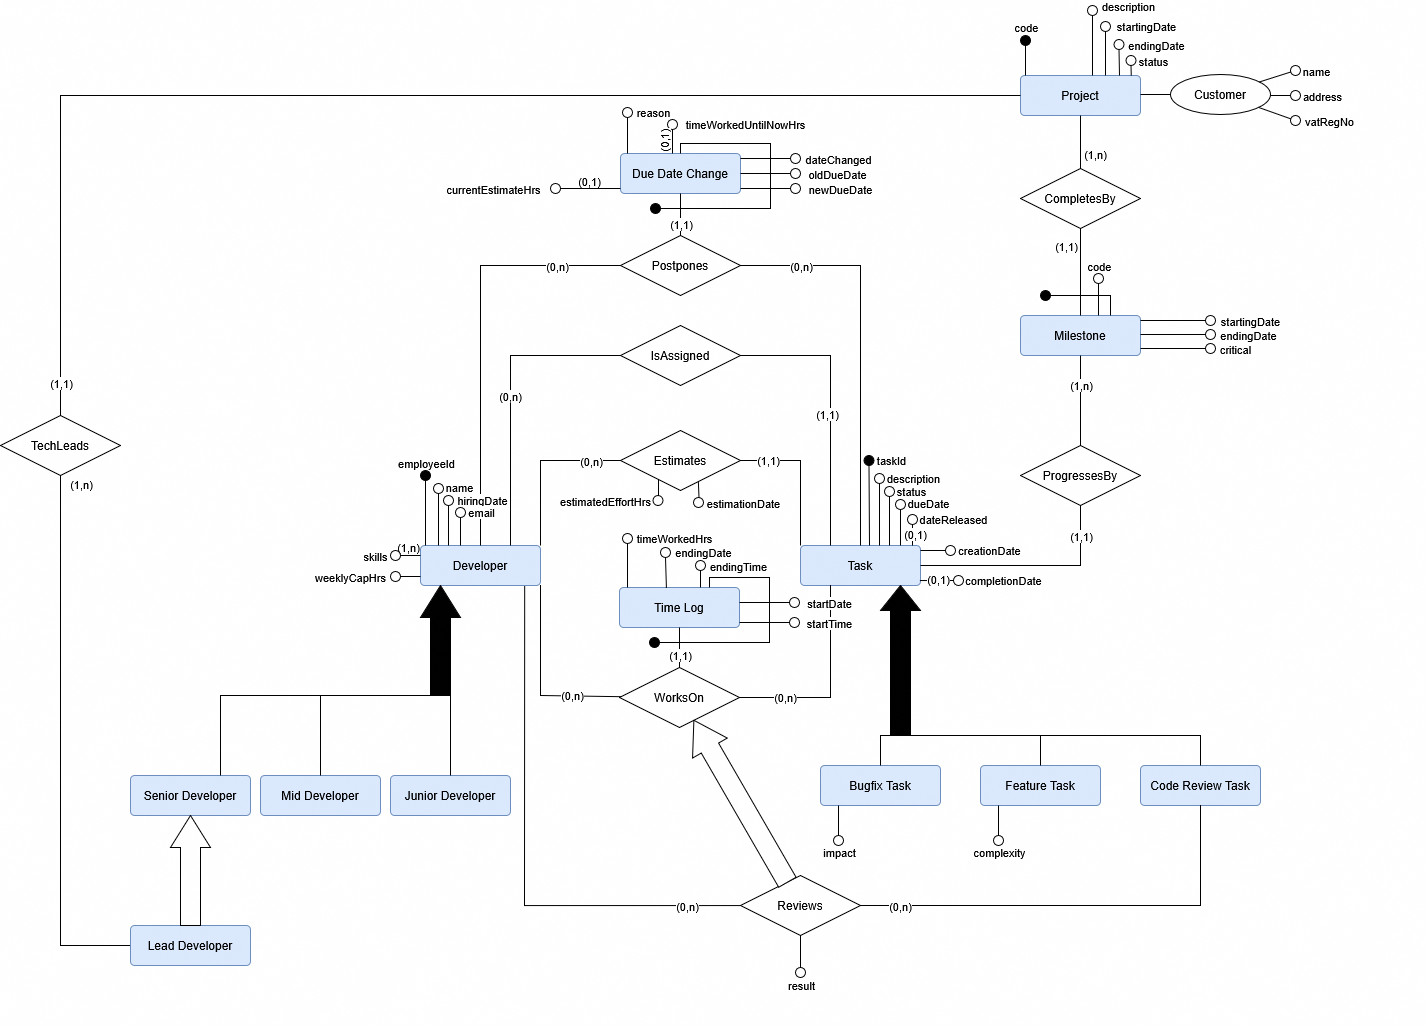 description
code
startingDate
endingDate
status
name
Project
Customer
address
vatRegNo
reason
timeWorkedUntilNowHrs
(0,1)
Due Date Change
dateChanged
oldDueDate
newDueDate
currentEstimateHrs
(0,1)
(1,n)
CompletesBy
(1,1)
(0,n)
Postpones
(0,n)
(1,1)
code
Milestone
startingDate
endingDate
critical
IsAssigned
(1,1)
(0,n)
(1,n)
(1,1)
TechLeads
(1,n)
employeeId
name
hiringDate
email
(0,n)
Estimates
(1,1)
estimatedEffortHrs
estimationDate
taskId
description
status
dueDate
dateReleased
(0,1)
ProgressesBy
(1,1)
skills
(1,n)
weeklyCapHrs
Developer
timeWorkedHrs
endingDate
endingTime
Time Log
startDate
startTime
Task
creationDate
(0,1)
completionDate
(1,1)
(0,n)
WorksOn
(0,n)
Senior Developer
Mid Developer
Junior Developer
Bugfix Task
Feature Task
Code Review Task
impact
complexity
(0,n)
Reviews
(0,n)
Lead Developer
result